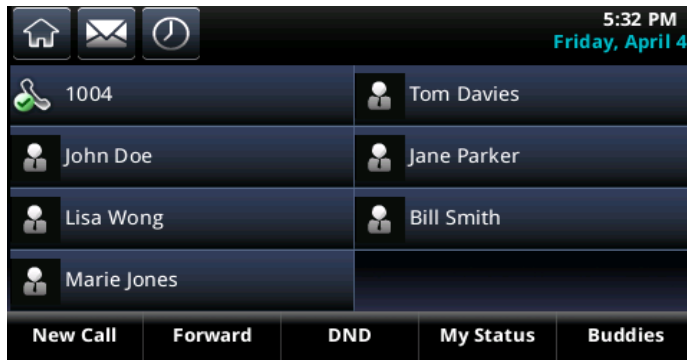 5:32 PM
Friday, April 4
1004
Tom Davies
John Doe
Jane Parker
Lisa Wong
Bill Smith
Marie Jones
New Call
Forward
DND
My Status
Buddies